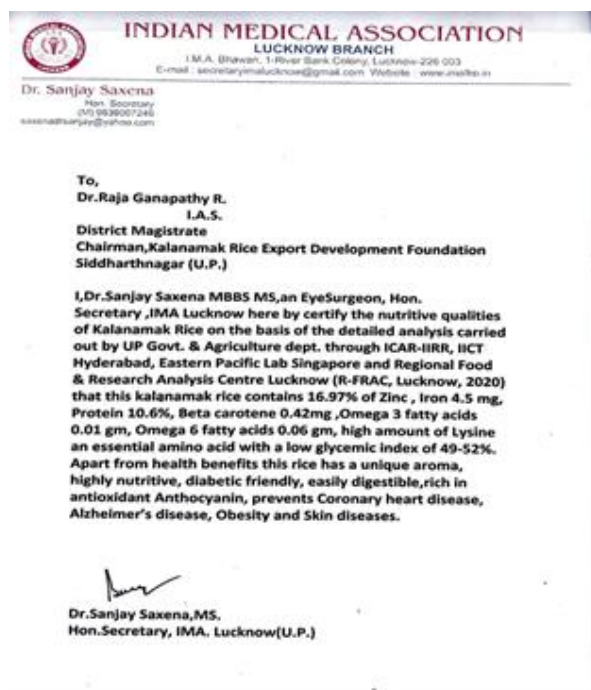 INDIAN MEDICAL ASSOCIATION
LUCKNOW BRANCH
I.M.A. Bhawan, 1-River Bank Colony, Lucknow-226 003
E-mail : secretaryimalucknow@gmail.com Website :
Dr. Sanjay Saxena
Hon. Secretary
To,
Dr.Raja Ganapathy R.
I.A.S.
District Magistrate
Chairman,Kalanamak Rice Export Development Foundation
Siddharthnagar (U.P.)
I,Dr.Sanjay Saxena MBBS MS,an EyeSurgeon, Hon.
Secretary ,IMA Lucknow here by certify the nutritive qualities
of Kalanamak Rice on the basis of the detailed analysis carried
out by UP Govt. & Agriculture dept. through ICAR-IIRR, IICT
Hyderabad, Eastern Pacific Lab Singapore and Regional Food
& Research Analysis Centre Lucknow (R-FRAC, Lucknow, 2020)
that this kalanamak rice contains 16.97% of Zinc , Iron 4.5 mg,
Protein 10.6%, Beta carotene 0.42mg ,Omega 3 fatty acids
0.01 gm, Omega 6 fatty acids 0.06 gm, high amount of Lysine
an essential amino acid with a low glycemic index of 49-52%.
Apart from health benefits this rice has a unique aroma,
highly nutritive, diabetic friendly, easily digestible,rich in
antioxidant Anthocyanin, prevents Coronary heart disease,
Alzheimer's disease, Obesity and Skin diseases.
Dr.Sanjay Saxena,MS.
Hon.Secretary, IMA. Lucknow(U.P.)